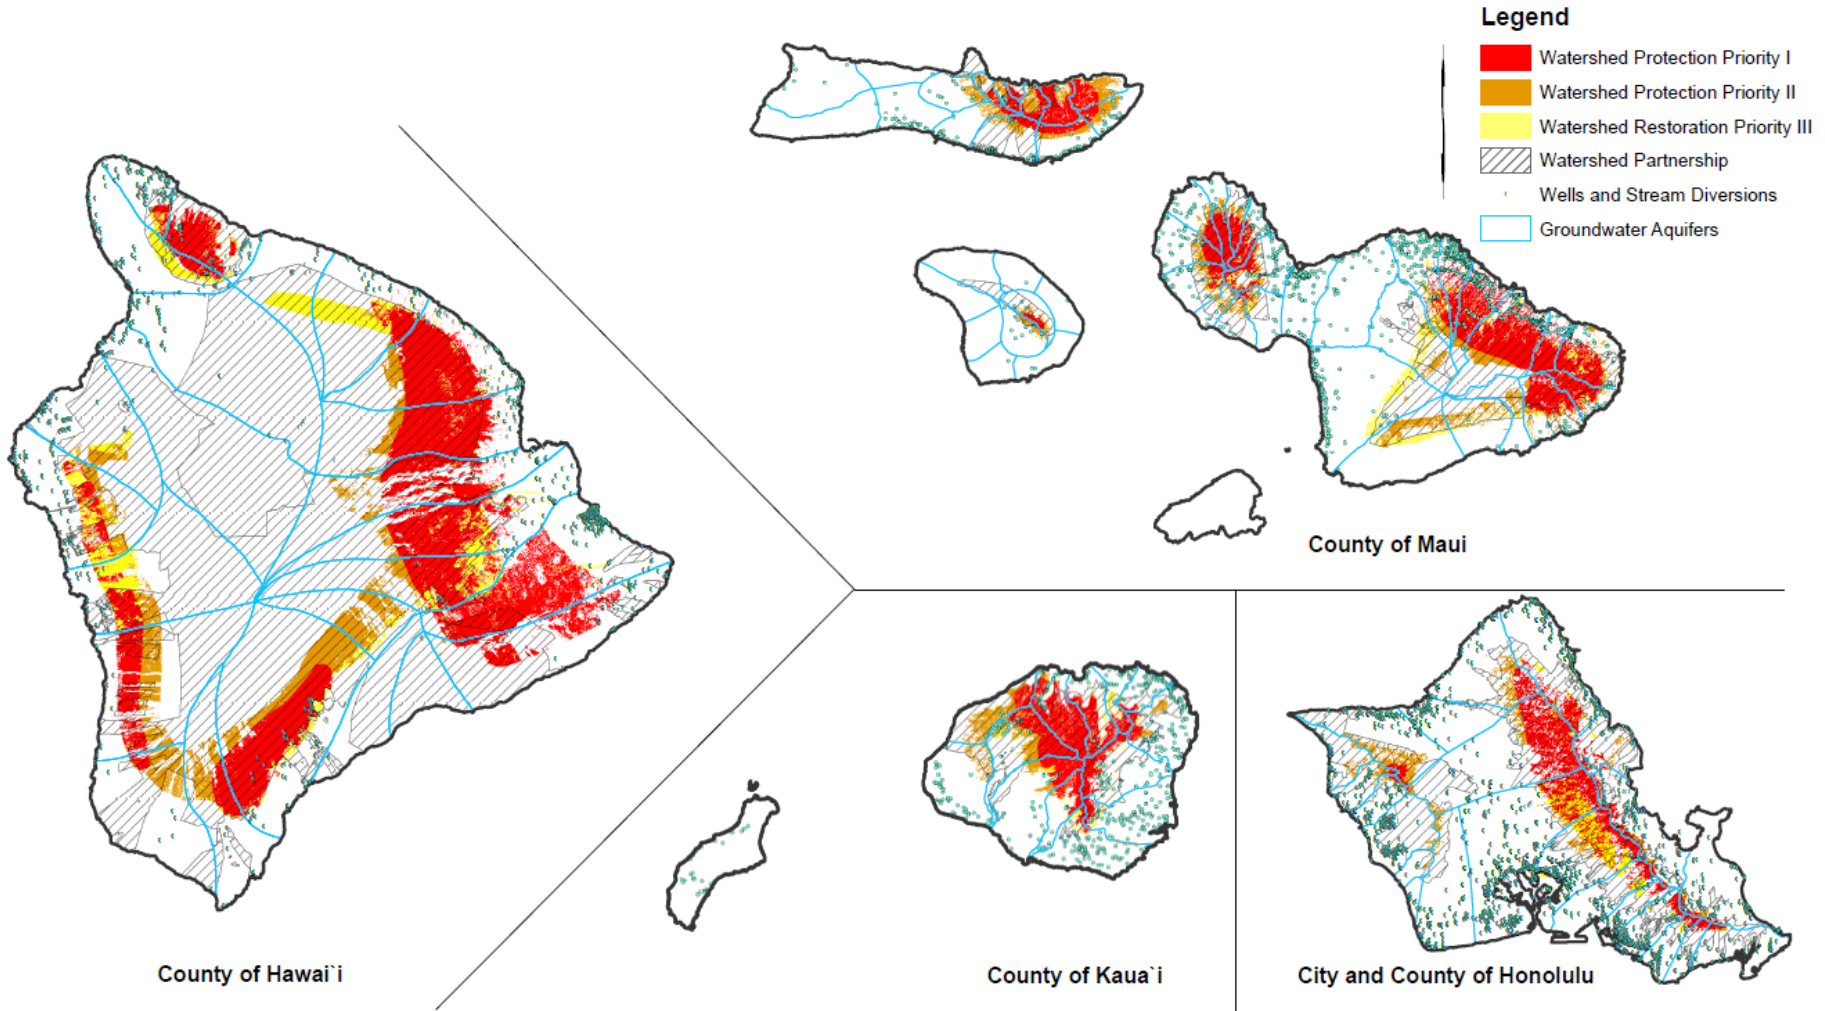 Legend
Watershed Protection Priority I
Watershed Protection Priority II
Watershed Restoration Priority III
Watershed Partnership
Wells and Stream Diversions
Groundwater Aquifers
County of Maui
County of Hawai`i
County of Kaua`i
City and County of Honolulu